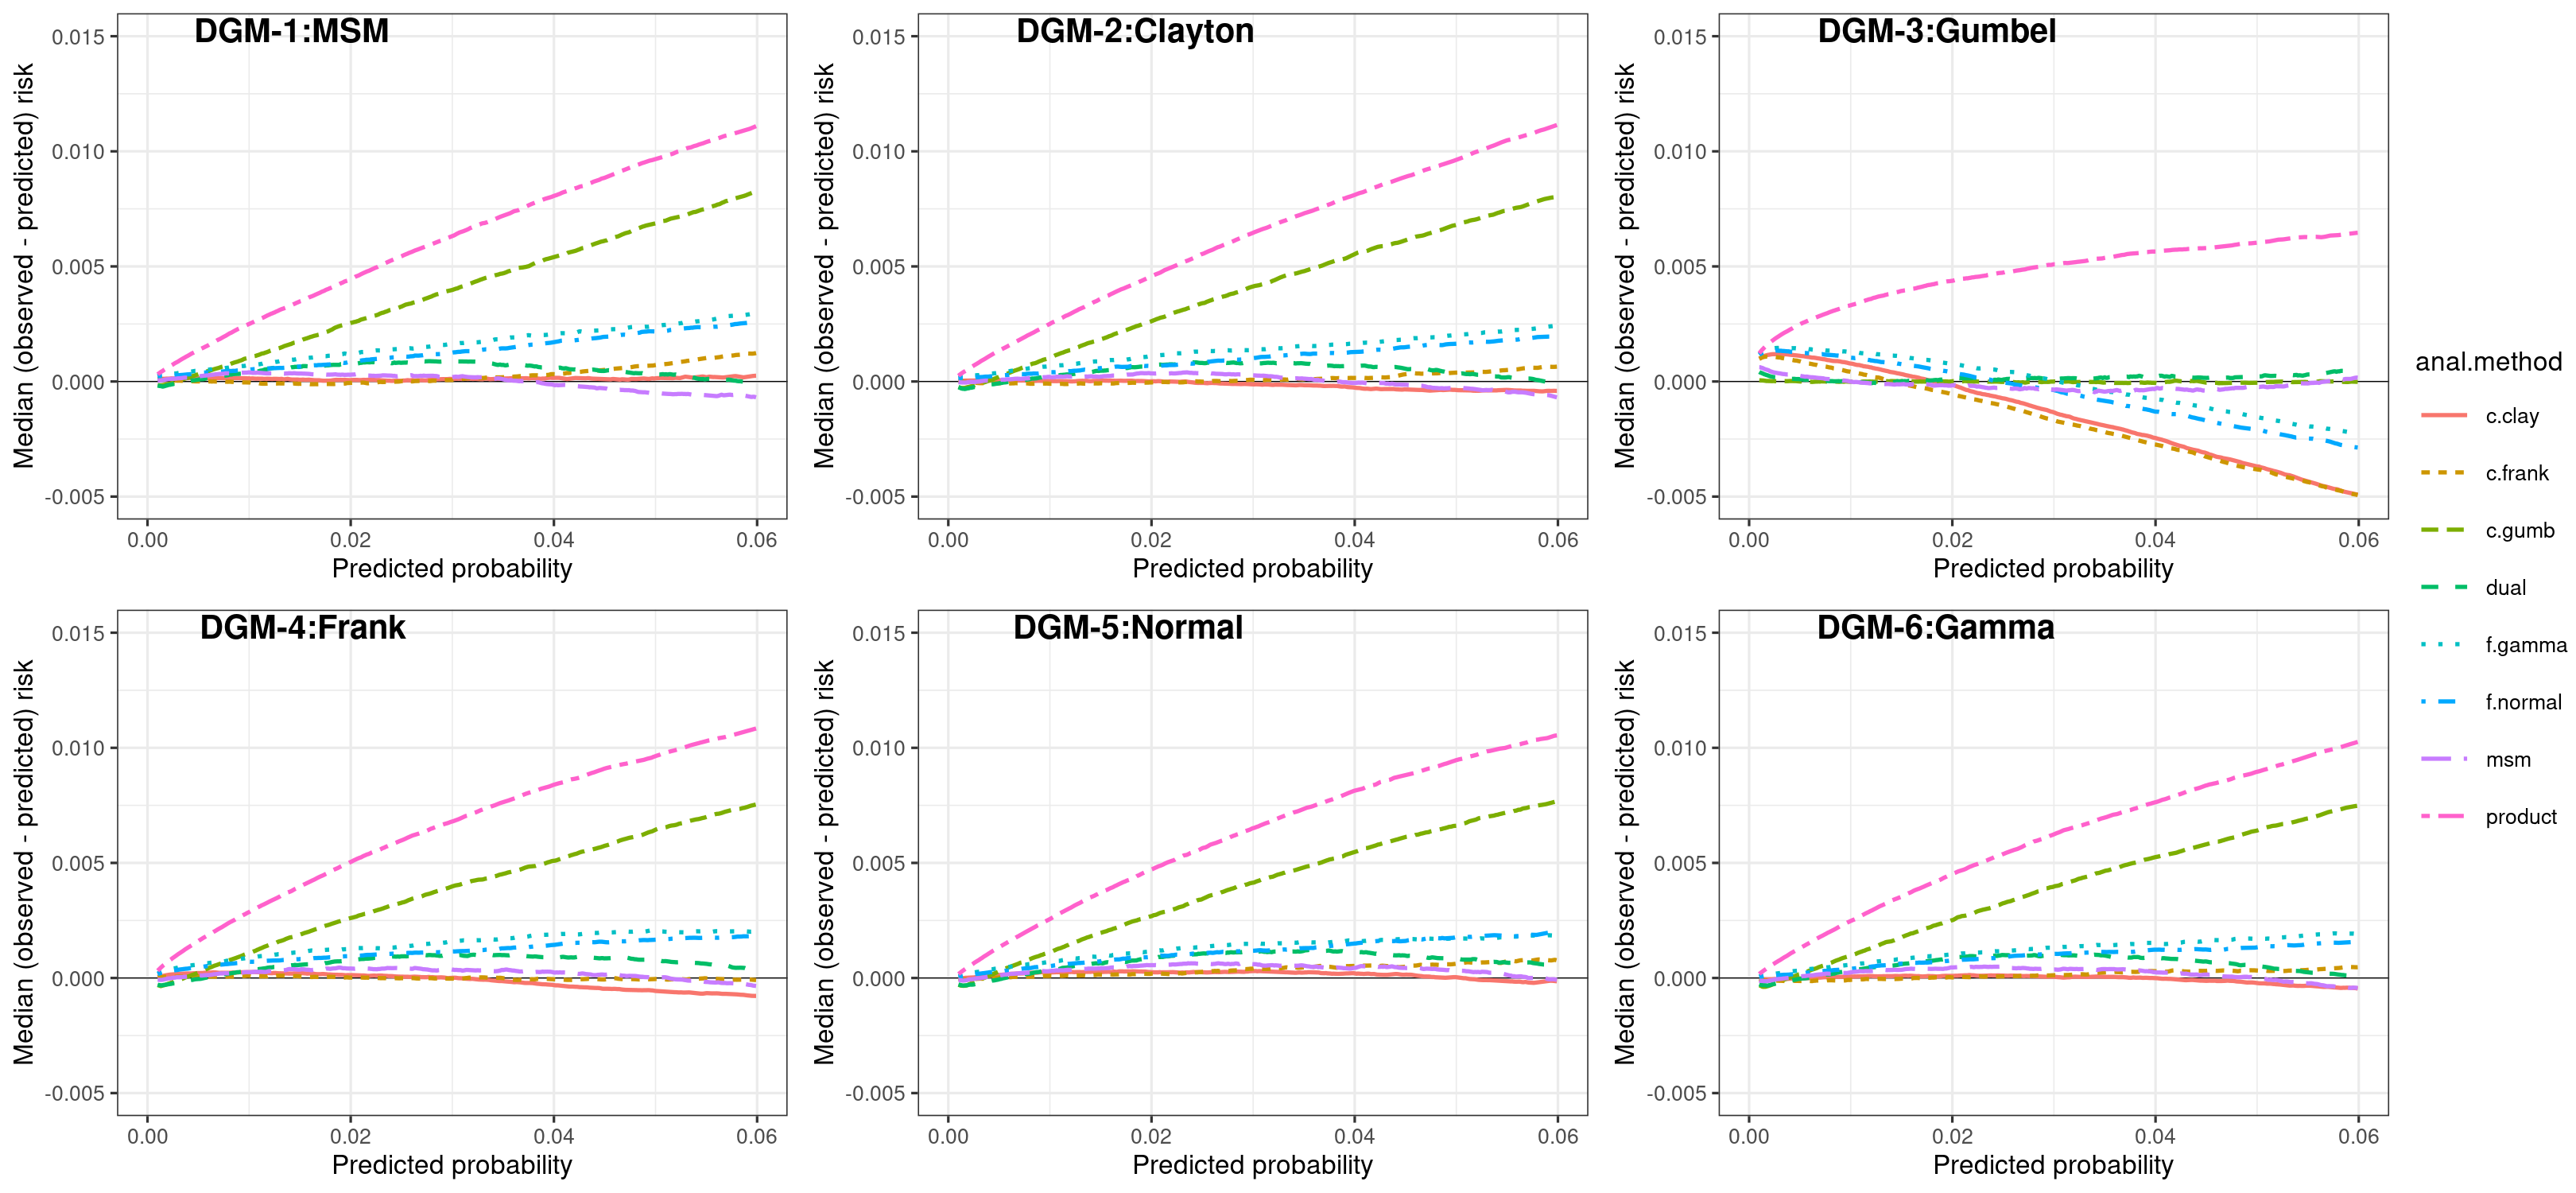 DGM-1:MSM
Median (observed - predicted) risk
0.015
0.010
0.005
0.000
-0.005
0.00 0.02 0.04 0.06
Predicted probability
DGM-2:Clayton
Median (observed - predicted) risk
0.015
0.010
0.005
0.000
-0.005
0.00 0.02 0.04 0.06
Predicted probability
DGM-3:Gumbel
Median (observed - predicted) risk
0.015
0.010
0.005
0.000
-0.005
0.00 0.02 0.04 0.06
Predicted probability
DGM-4:Frank
Median (observed - predicted) risk
0.015
0.010
0.005
0.000
-0.005
0.00 0.02 0.04 0.06
Predicted probability
DGM-5:Normal
Median (observed - predicted) risk
0.015
0.010
0.005
0.000
-0.005
0.00 0.02 0.04 0.06
Predicted probability
DGM-6:Gamma
Median (observed - predicted) risk
0.015
0.010
0.005
0.000
-0.005
0.00 0.02 0.04 0.06
Predicted probability
anal.method
c.clay
c.frank
c.gumb
dual
f.gamma
f.normal
msm
product